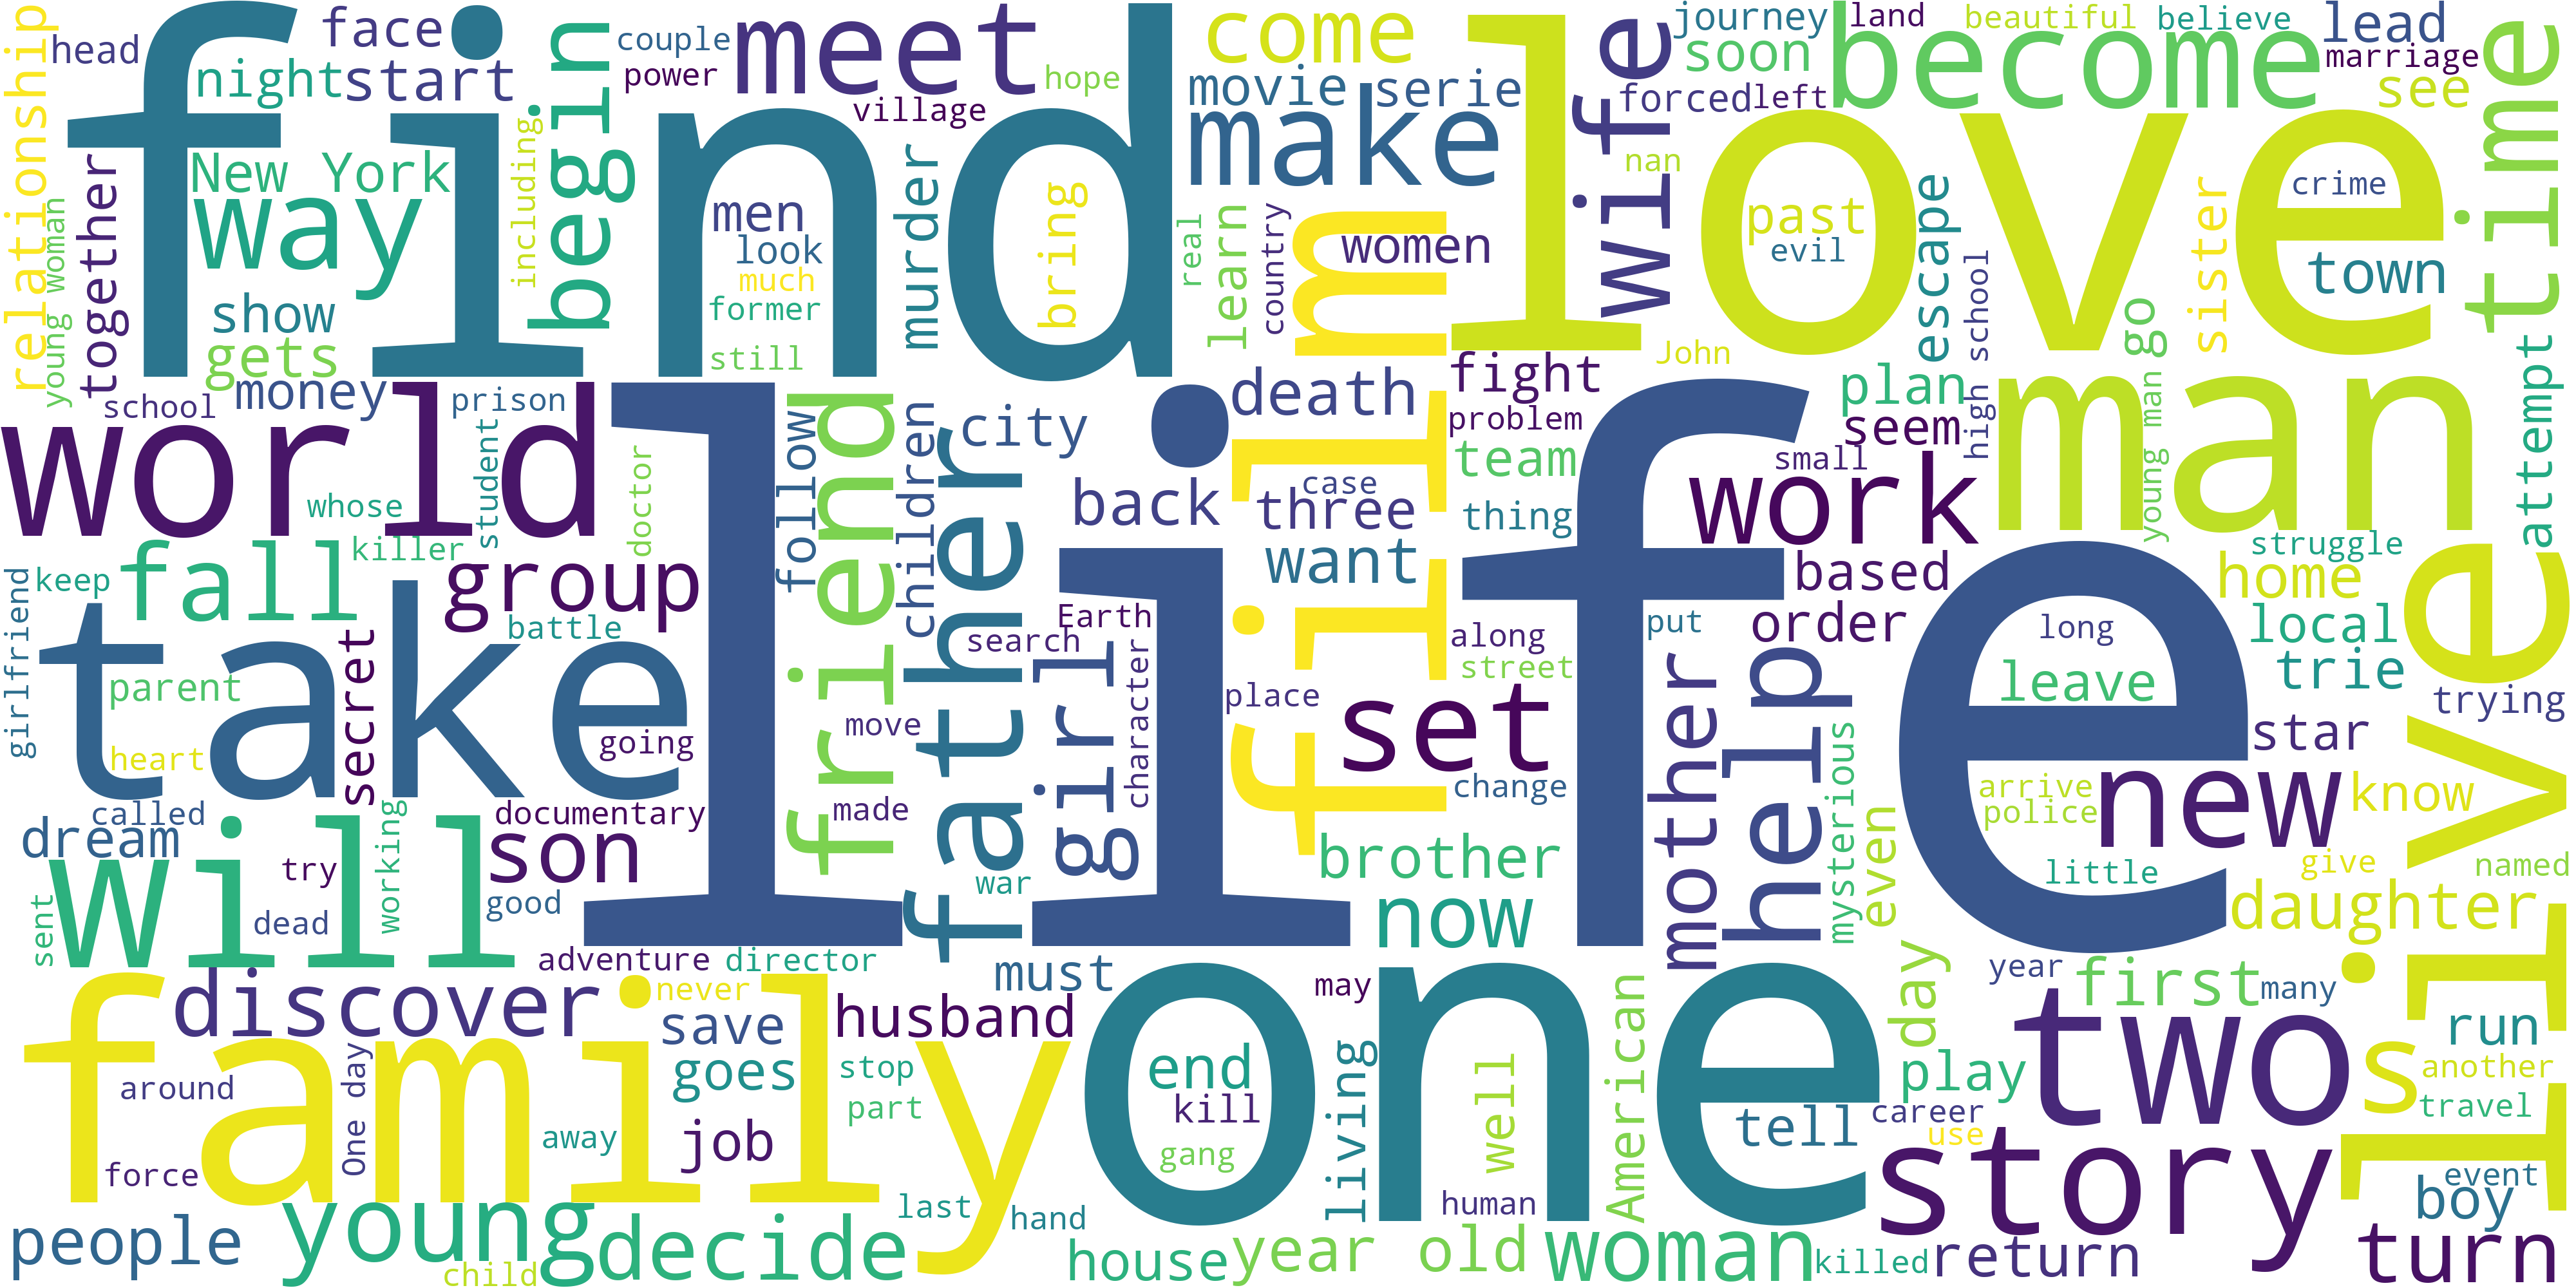 find
love
life
one
family
take
man
world
will
live
film
two
story
new
father
friend
become
meet
make
way
begin
wife
time
work
set
help
group
fall
son
girl
mother
discover
young
decide
woman
turn
come
relationship
head
face
night
start
couple
power
village
hope
movie
serie
journey
land
beautiful
believe
lead
soon
marriage
see
forced
left
nan
New York
young woman
together
including
show
gets
men
look
much
former
still
murder
bring
real
learn
country
women
past
evil
escape
high school
sister
crime
town
go
John
school
money
prison
whose
killer
student
doctor
follow
children
city
back
death
fight
problem
team
three
case
thing
want
small
plan
seem
young man
attempt
based
struggle
home
order
local
trie
trying
keep
girlfriend
battle
parent
secret
heart
going
move
made
search
Earth
character
along
street
place
put
long
leave
change
star
arrive
police
mysterious
know
called
dream
documentary
working
try
sent
dead
good
war
brother
now
even
little
give
named
daughter
adventure
director
must
may
never
save
husband
goes
stop
part
job
away
around
One day
force
end
kill
gang
living
well
American
tell
day
play
career
use
year
first
many
run
another
travel
event
boy
people
child
last
hand
house
year old
human
killed
return